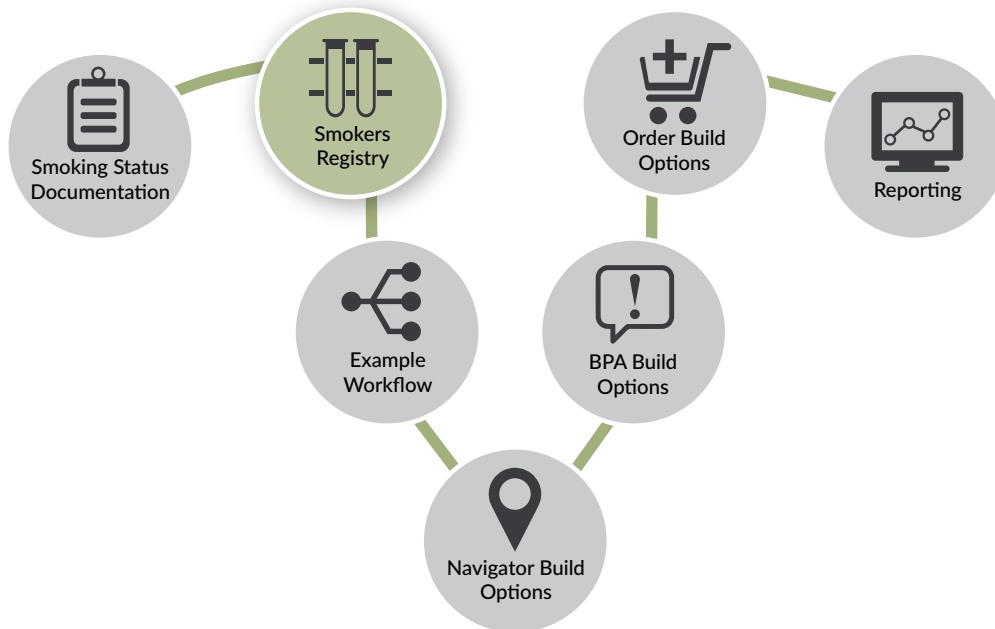 Smoking Status
Documentation
Smokers
Registry
Example
Workflow
Navigator Build
Options
BPA Build
Options
Order Build
Options
Reporting